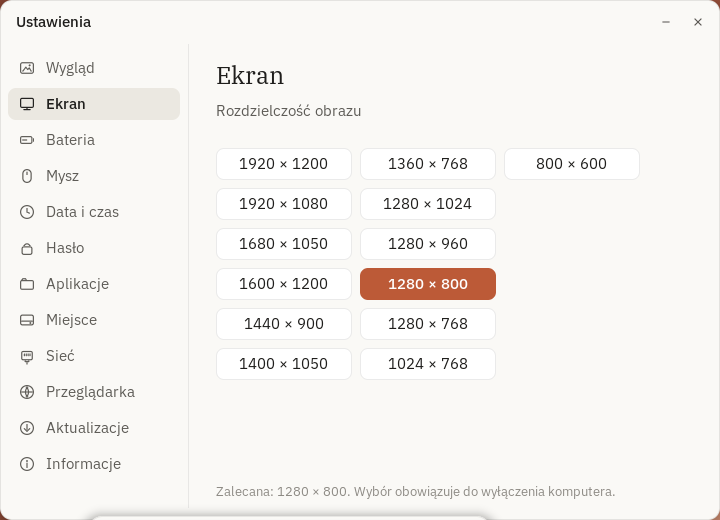 Ustawienia
Wygląd
Ekran
Bateria
Mysz
Data i czas
Hasło
Aplikacje
Miejsce
Sieć
Przeglądarka
Aktualizacje
Informacje
Ekran
Rozdzielczość obrazu
1920 × 1200 1360 × 768 800 × 600
1920 × 1080 1280 × 1024
1680 × 1050 1280 × 960
1600 × 1200 1280 × 800
1440 × 900 1280 × 768
1400 × 1050 1024 × 768
Zalecana: 1280 × 800. Wybór obowiązuje do wyłączenia komputera.